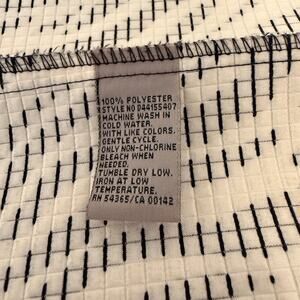 100% POLYESTER
STYLE NO D44155407
MACHINE WASH IN
COLD WATER.
WITH LIKE COLORS.
GENTLE CYCLE.
ONLY NON-CHLORINE
BLEACH WHEN
NEEDED.
TUMBLE DRY LOW.
IRON AT LOW
TEMPERATURE.
RN 54365/CA 00142